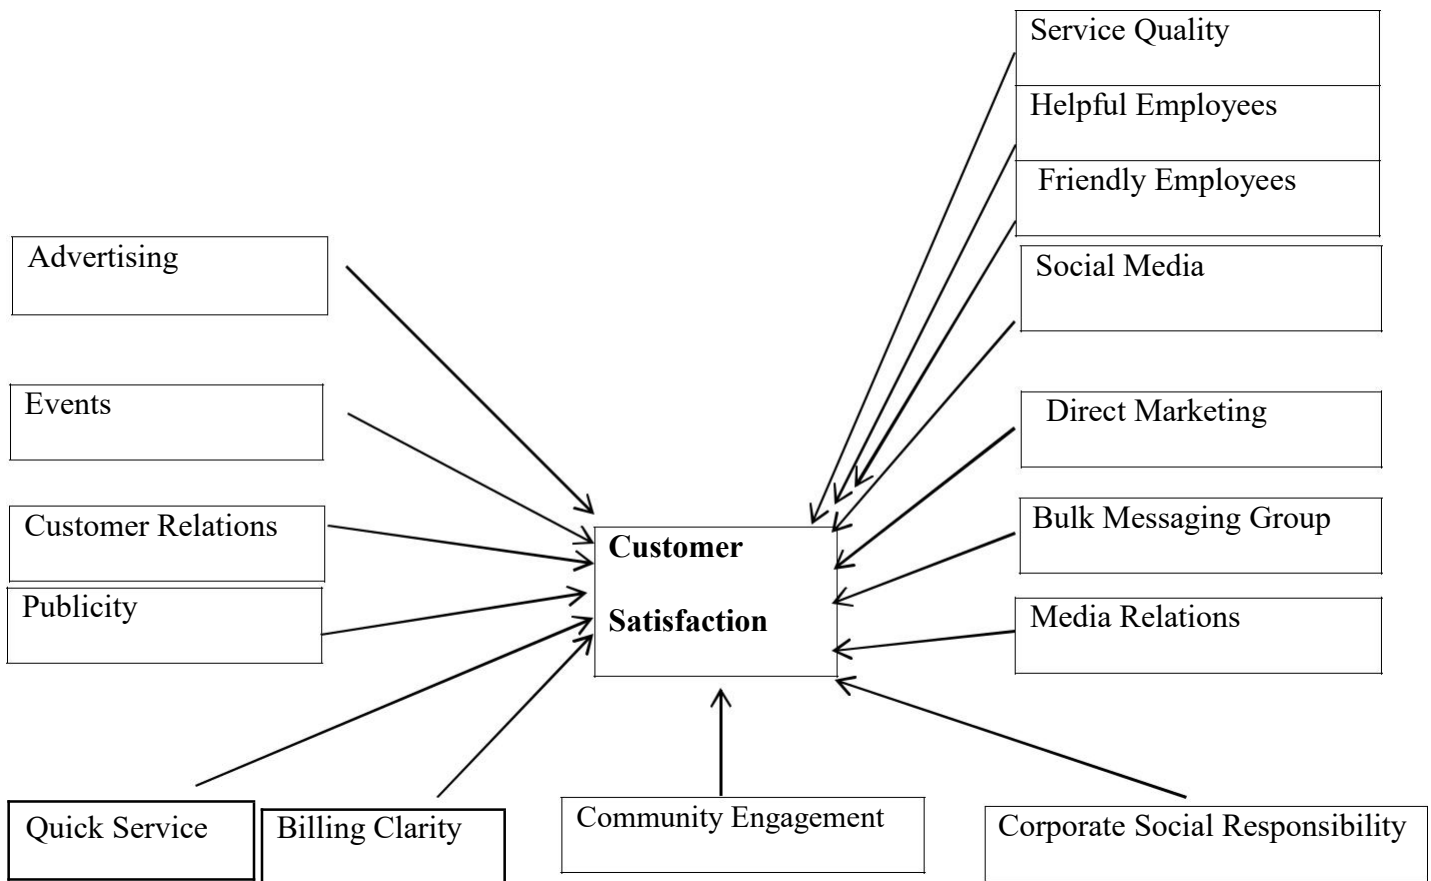 Service Quality
Helpful Employees
Friendly Employees
Advertising
Social Media
Events
Direct Marketing
Customer Relations
Bulk Messaging Group
Customer
Satisfaction
Publicity
Media Relations
Quick Service
Billing Clarity
Community Engagement
Corporate Social Responsibility